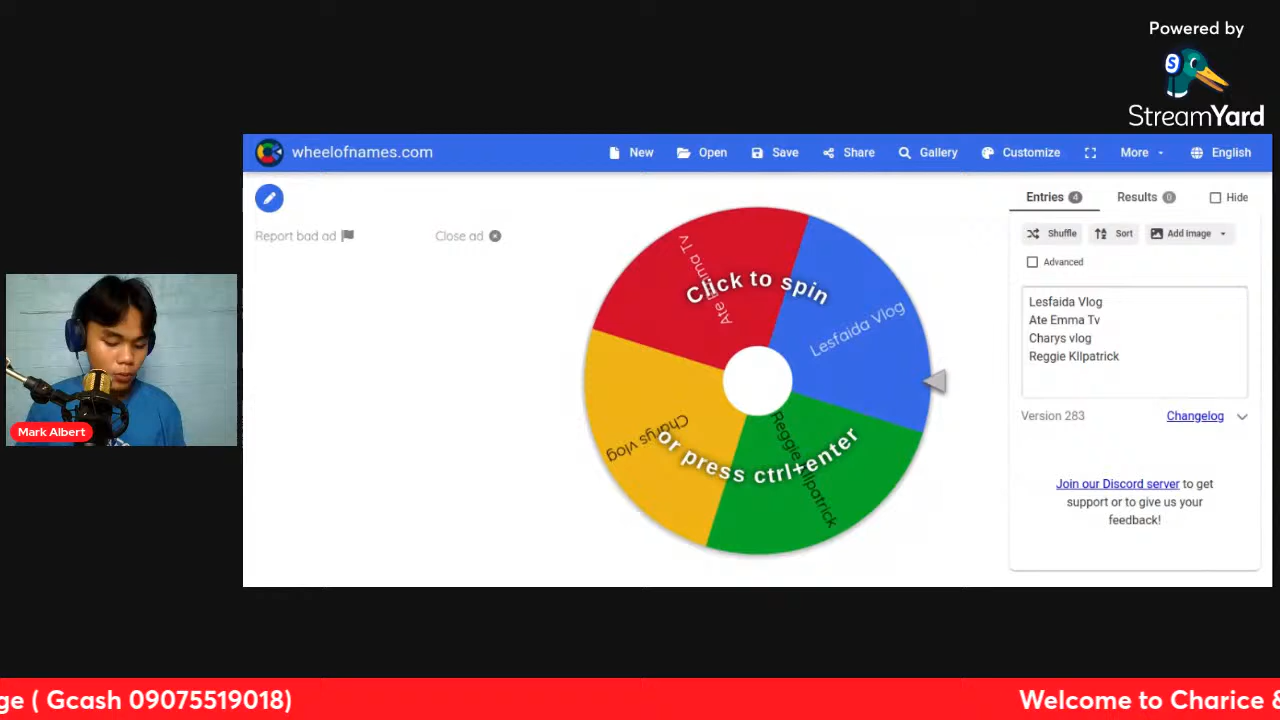 Powered by
StreamYard
wheelofnames.com
New
Open
Save
Share
Gallery
Customize
More
English
Report bad ad
Close ad
Entries 4
Results 0
Hide
Shuffle
Sort
Add Image
Advanced
Lesfaida Vlog
Ate Emma Tv
Charys vlog
Reggie KIlpatrick
Version 283
Changelog
Join our Discord server to get
support or to give us your
feedback!
Ate Emma Tv
Lesfaida Vlog
Charys vlog
Reggie KIlpatrick
Click to spin
or press ctrl+enter
Mark Albert
ge ( Gcash 09075519018)
Welcome to Charice &